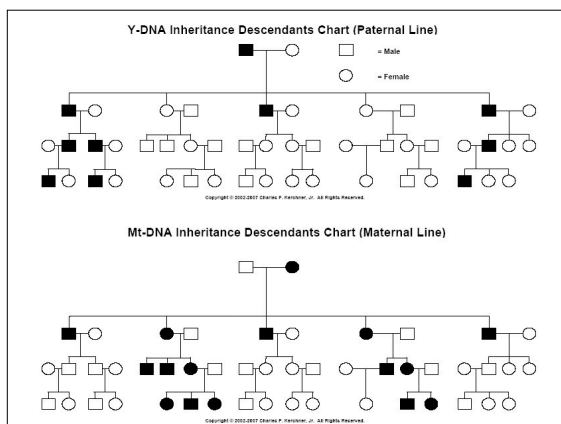 Y-DNA Inheritance Descendants Chart (Paternal Line)
= Male
= Female
Copyright © 2002-2007 Charles F. Kerchner, Jr. All Rights Reserved.
Mt-DNA Inheritance Descendants Chart (Maternal Line)
Copyright © 2002-2007 Charles F. Kerchner, Jr. All Rights Reserved.